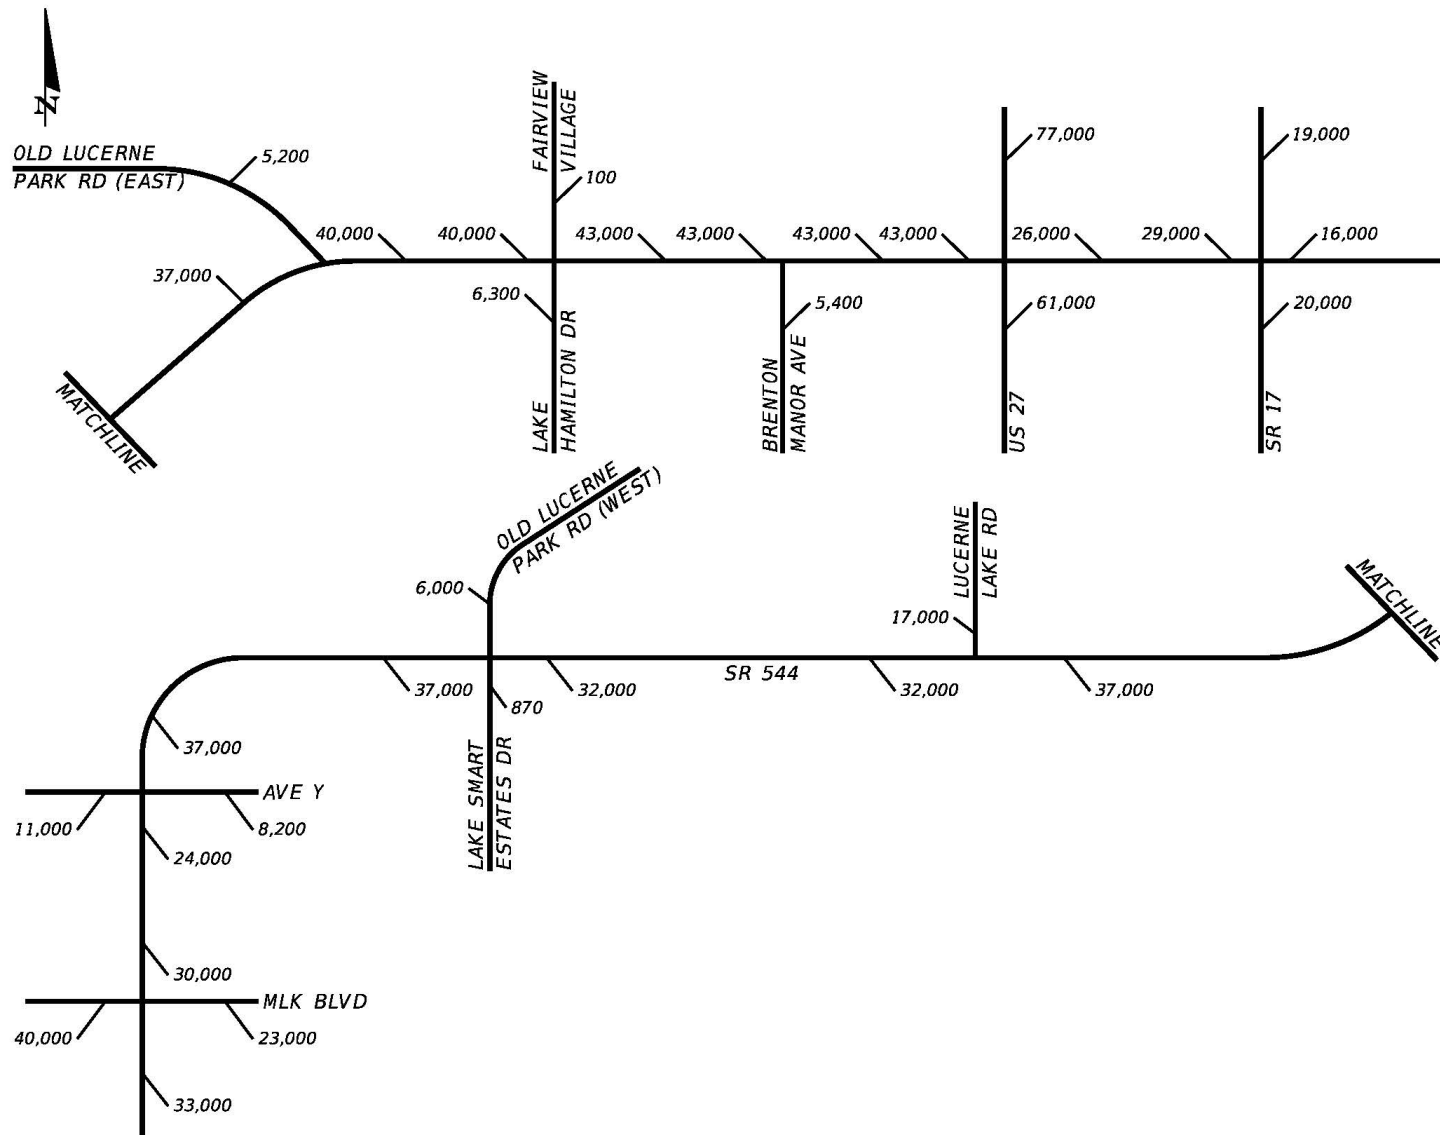 N
OLD LUCERNE
PARK RD (EAST)
5,200
FAIRVIEW
VILLAGE
100
77,000
19,000
40,000
40,000
43,000
43,000
43,000
43,000
26,000
29,000
16,000
37,000
6,300
5,400
61,000
20,000
MATCHLINE
LAKE
HAMILTON DR
BRENTON
MANOR AVE
US 27
SR 17
OLD LUCERNE
PARK RD (WEST)
6,000
LUCERNE
LAKE RD
17,000
MATCHLINE
37,000
32,000
SR 544
32,000
37,000
870
37,000
LAKE SMART
ESTATES DR
AVE Y
11,000
8,200
24,000
30,000
MLK BLVD
40,000
23,000
33,000